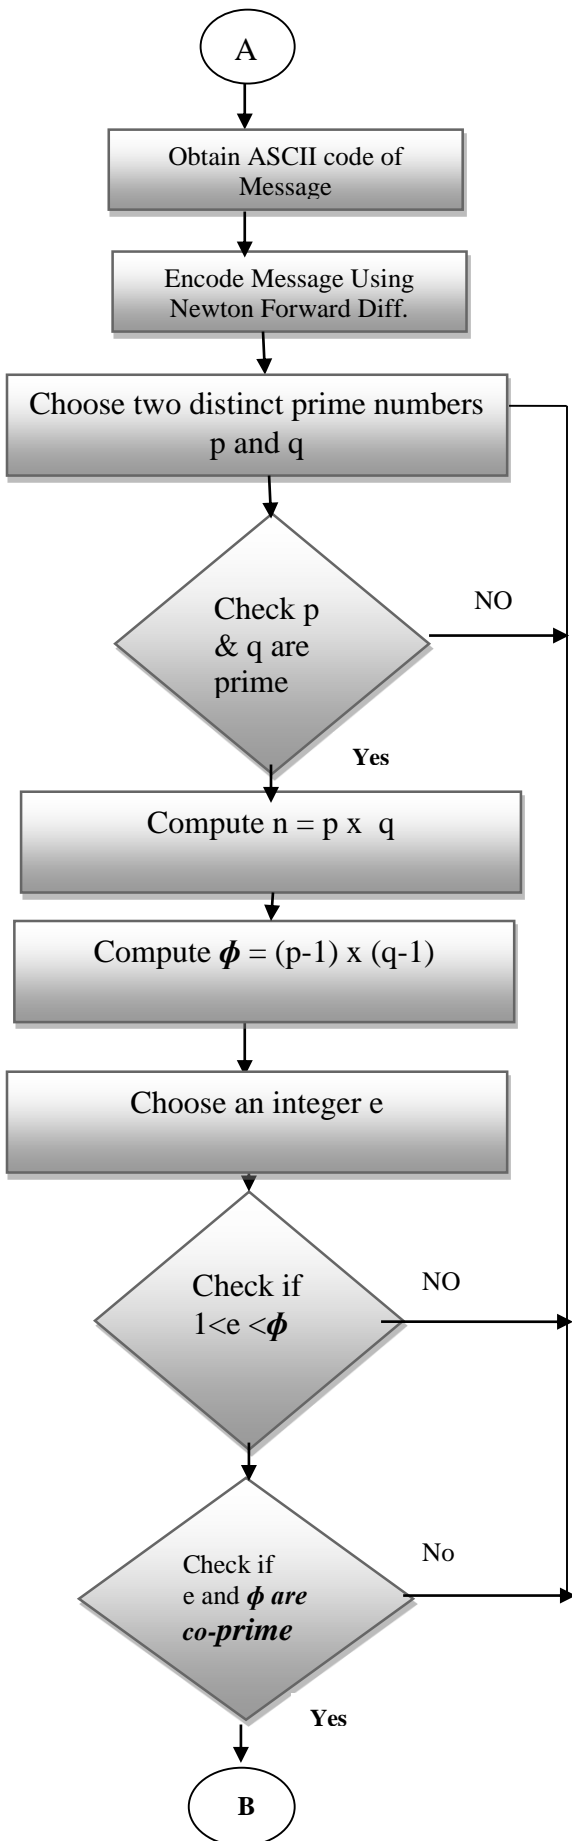 A
Obtain ASCII code of
Message
Encode Message Using
Newton Forward Diff.
Choose two distinct prime numbers
p and q
Check p
& q are
prime
NO
Yes
Compute n = p x q
Compute ϕ = (p-1) x (q-1)
Choose an integer e
Check if
1<e <ϕ
NO
Check if
e and ϕ are
co-prime
No
Yes
B